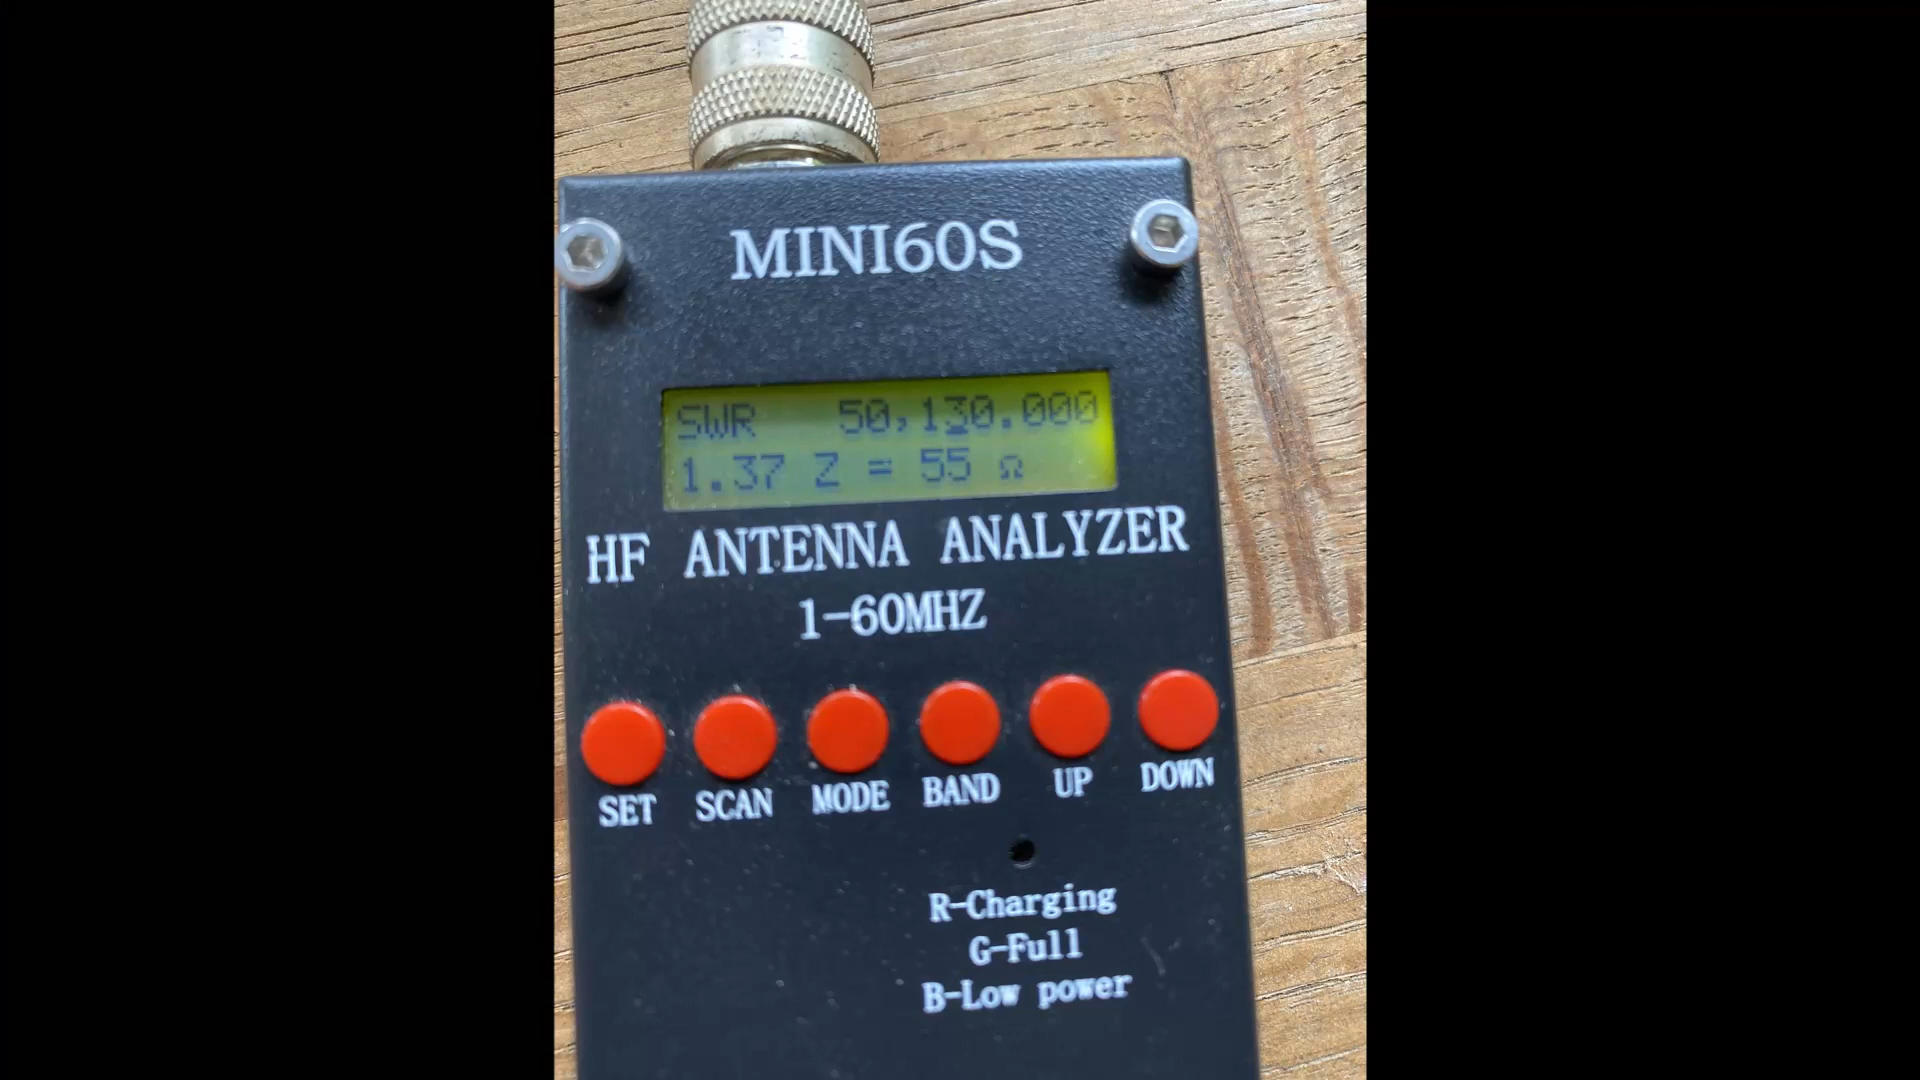 MINI60S
SWR 50,130.000
1.37 Z = 55 Ω
HF ANTENNA ANALYZER
1-60MHZ
SET SCAN MODE BAND UP DOWN
R-Charging
G-Full
B-Low power